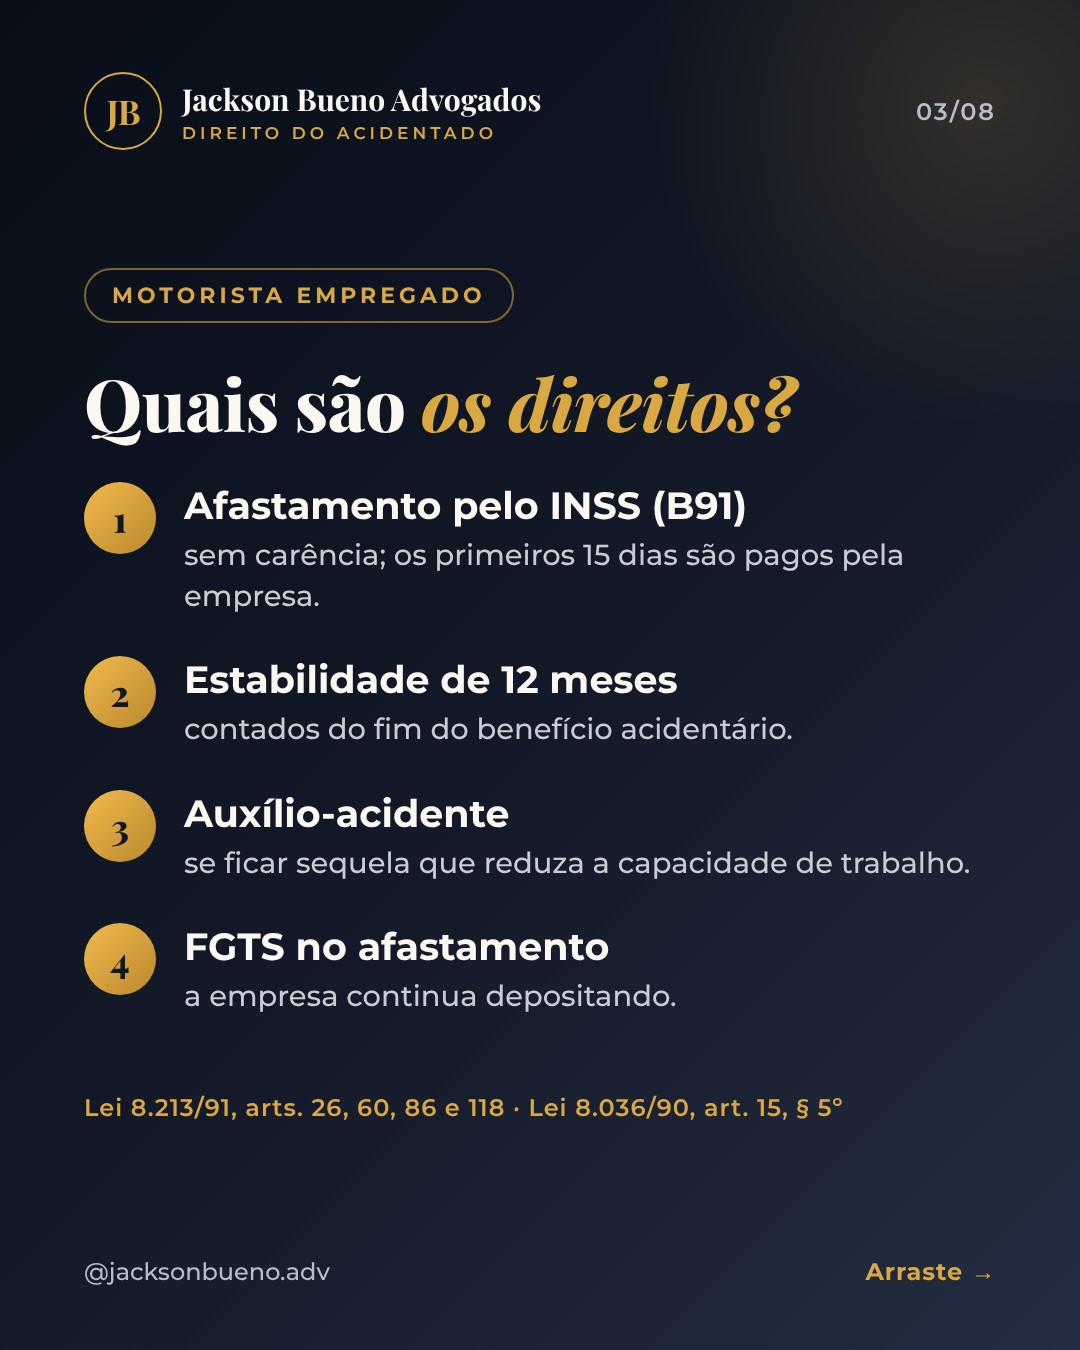 JB
Jackson Bueno Advogados
DIREITO DO ACIDENTADO
03/08
MOTORISTA EMPREGADO
Quais são os direitos?
1
Afastamento pelo INSS (B91)
sem carência; os primeiros 15 dias são pagos pela
empresa.
2
Estabilidade de 12 meses
contados do fim do benefício acidentário.
3
Auxílio-acidente
se ficar sequela que reduza a capacidade de trabalho.
4
FGTS no afastamento
a empresa continua depositando.
Lei 8.213/91, arts. 26, 60, 86 e 118 · Lei 8.036/90, art. 15, § 5º
@jacksonbueno.adv
Arraste →